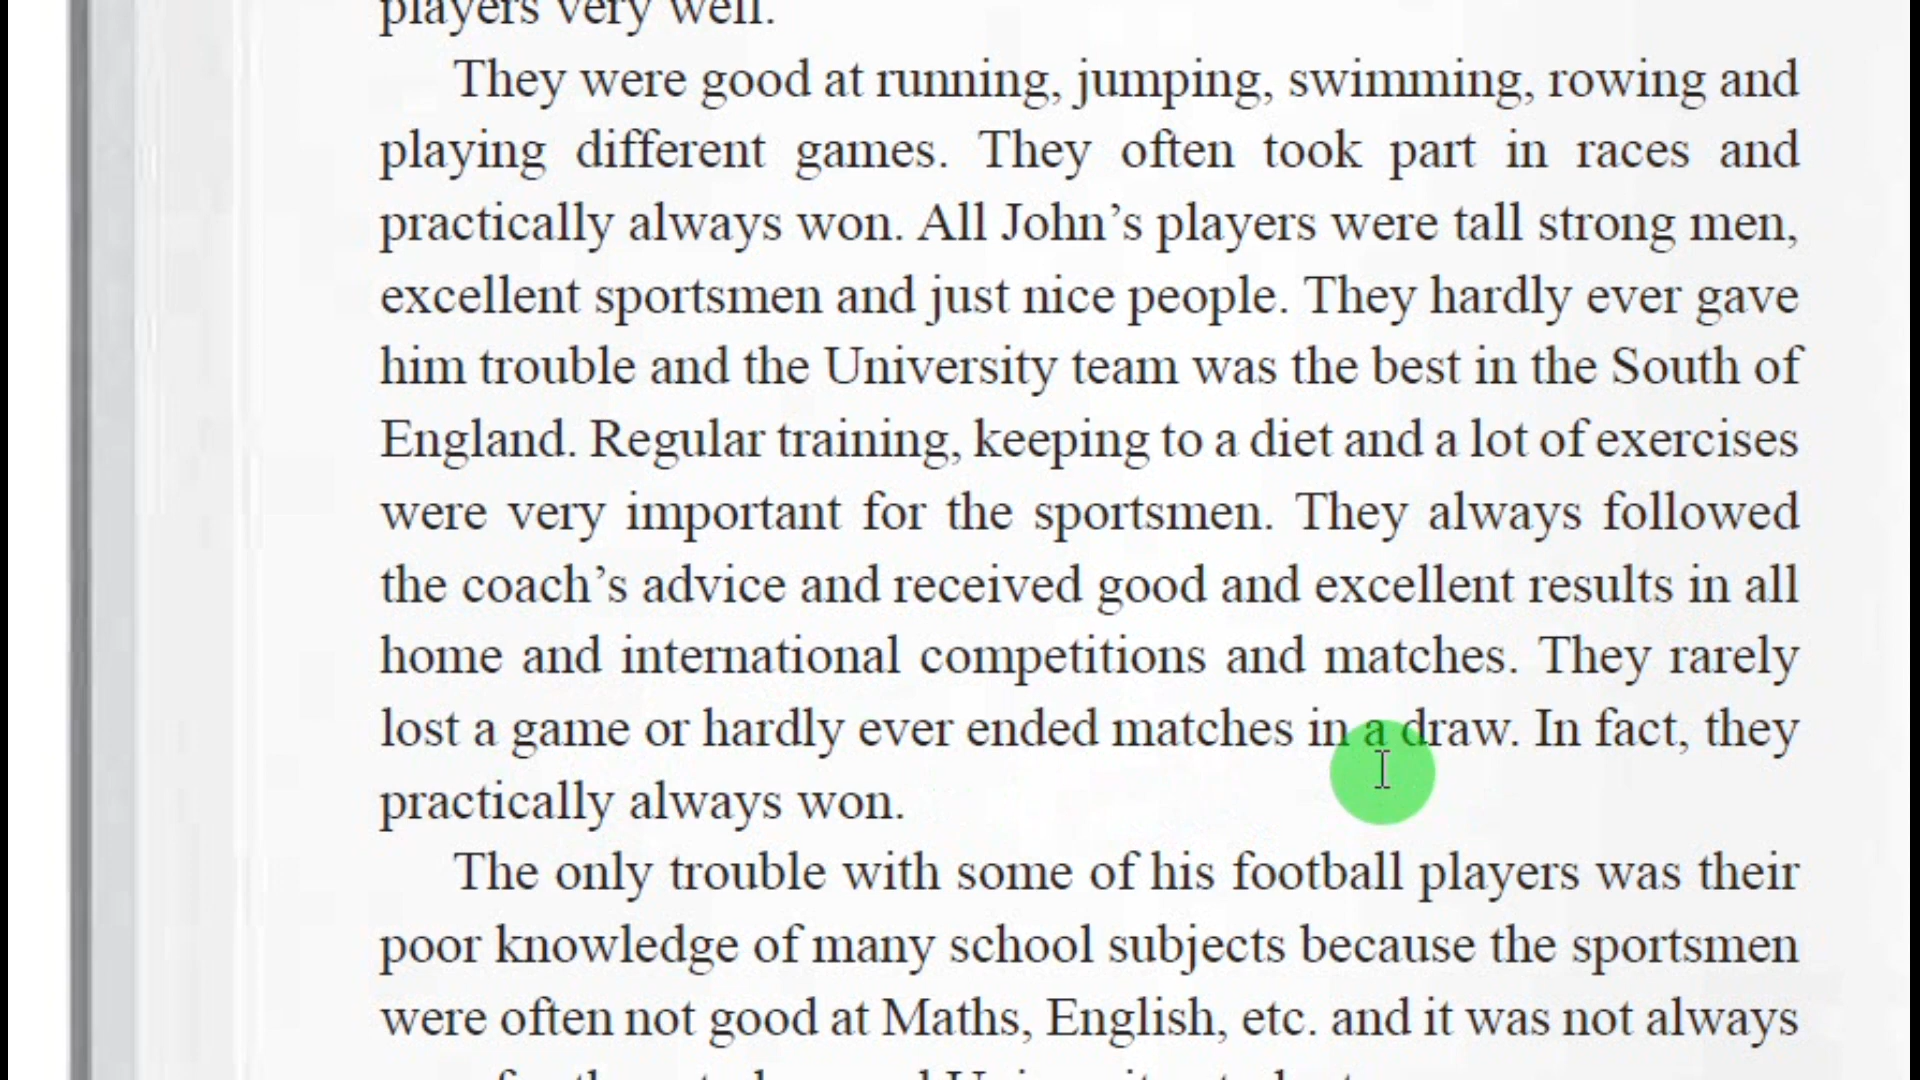 players very well.
They were good at running, jumping, swimming, rowing and
playing different games. They often took part in races and
practically always won. All John’s players were tall strong men,
excellent sportsmen and just nice people. They hardly ever gave
him trouble and the University team was the best in the South of
England. Regular training, keeping to a diet and a lot of exercises
were very important for the sportsmen. They always followed
the coach’s advice and received good and excellent results in all
home and international competitions and matches. They rarely
lost a game or hardly ever ended matches in a draw. In fact, they
practically always won.
The only trouble with some of his football players was their
poor knowledge of many school subjects because the sportsmen
were often not good at Maths, English, etc. and it was not always